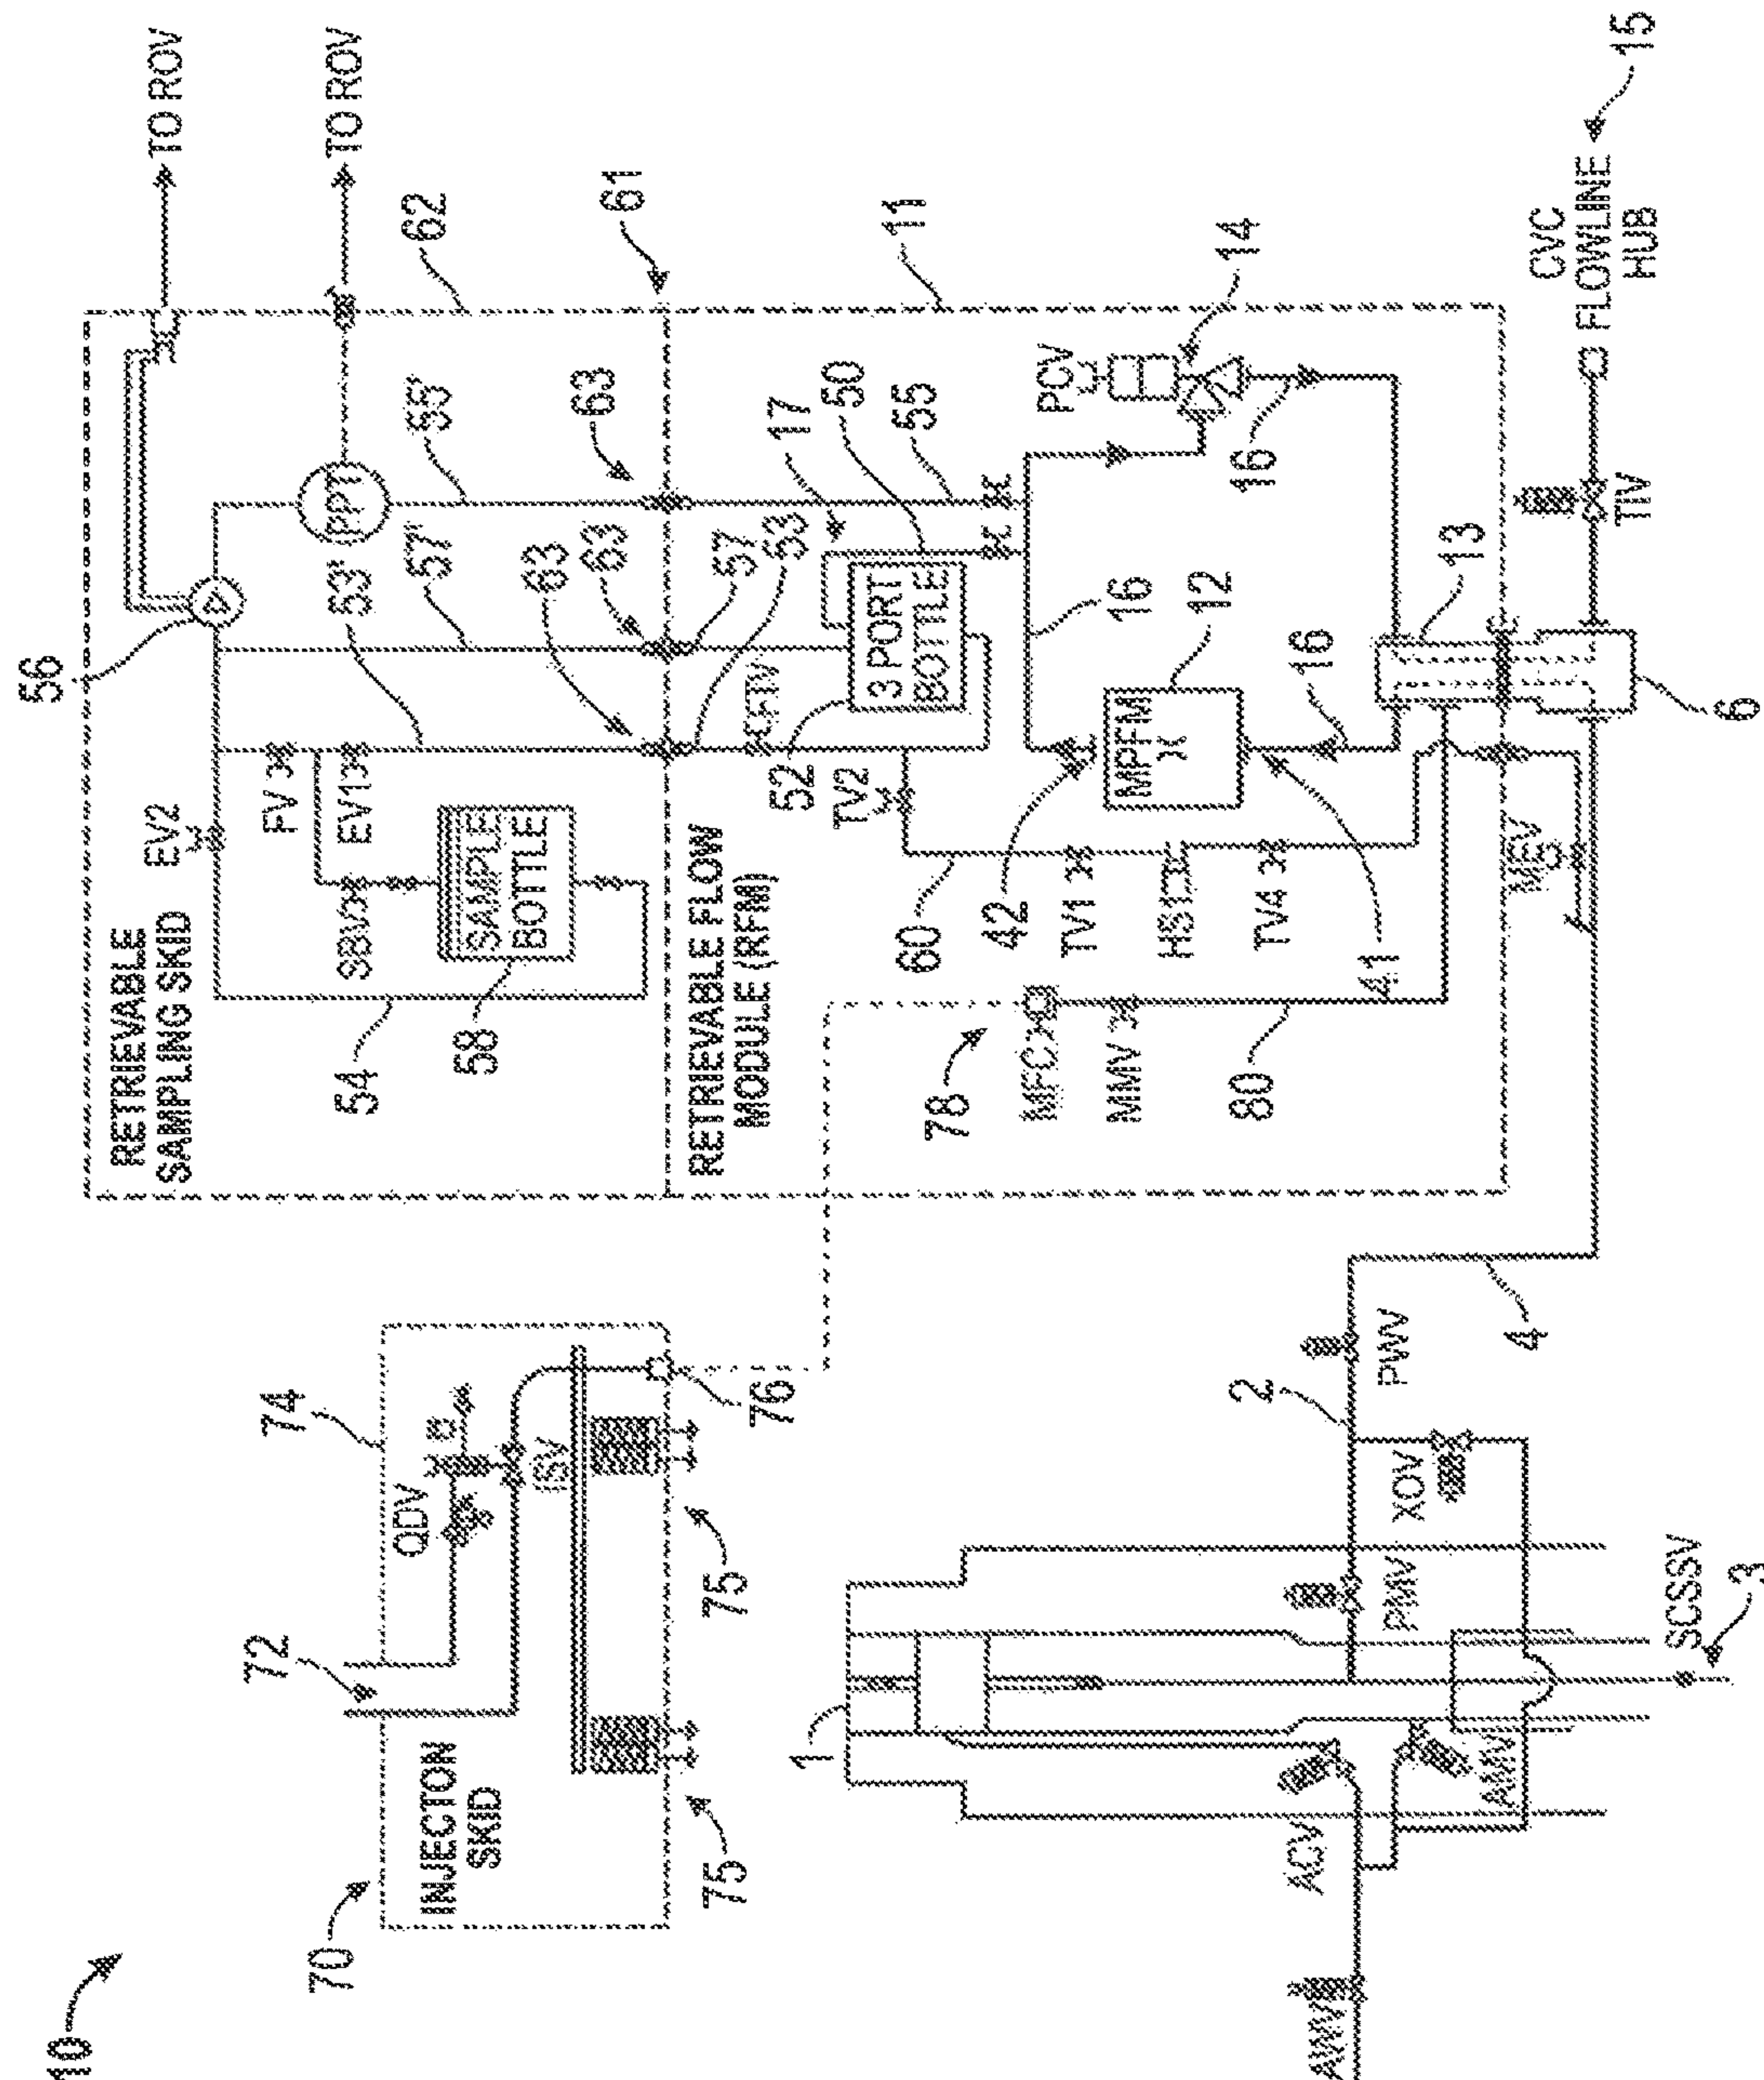 10
70
INJECTON
SKID
72
74
QDV
ISV
75
75
76
1
ACV
AMV
AWV
PMV
XOV
2
PWV
4
SCSSV
3
RETRIEVABLE
SAMPLING SKID
EV2
56
TO ROV
TO ROV
62
61
PPT
55'
57'
53'
63
63
63
FV
EV1
SBV
SAMPLE
BOTTLE
54
58
RETRIEVABLE FLOW
MODULE (RFM)
11
17
50
55
57
53
52
3 PORT
BOTTLE
TV2
60
42
TV1
HS1
TV4
41
MPFM
12
16
16
16
PCV
14
78
MFC
MMV
80
13
MEV
6
TIV
CVC
FLOWLINE
HUB
15